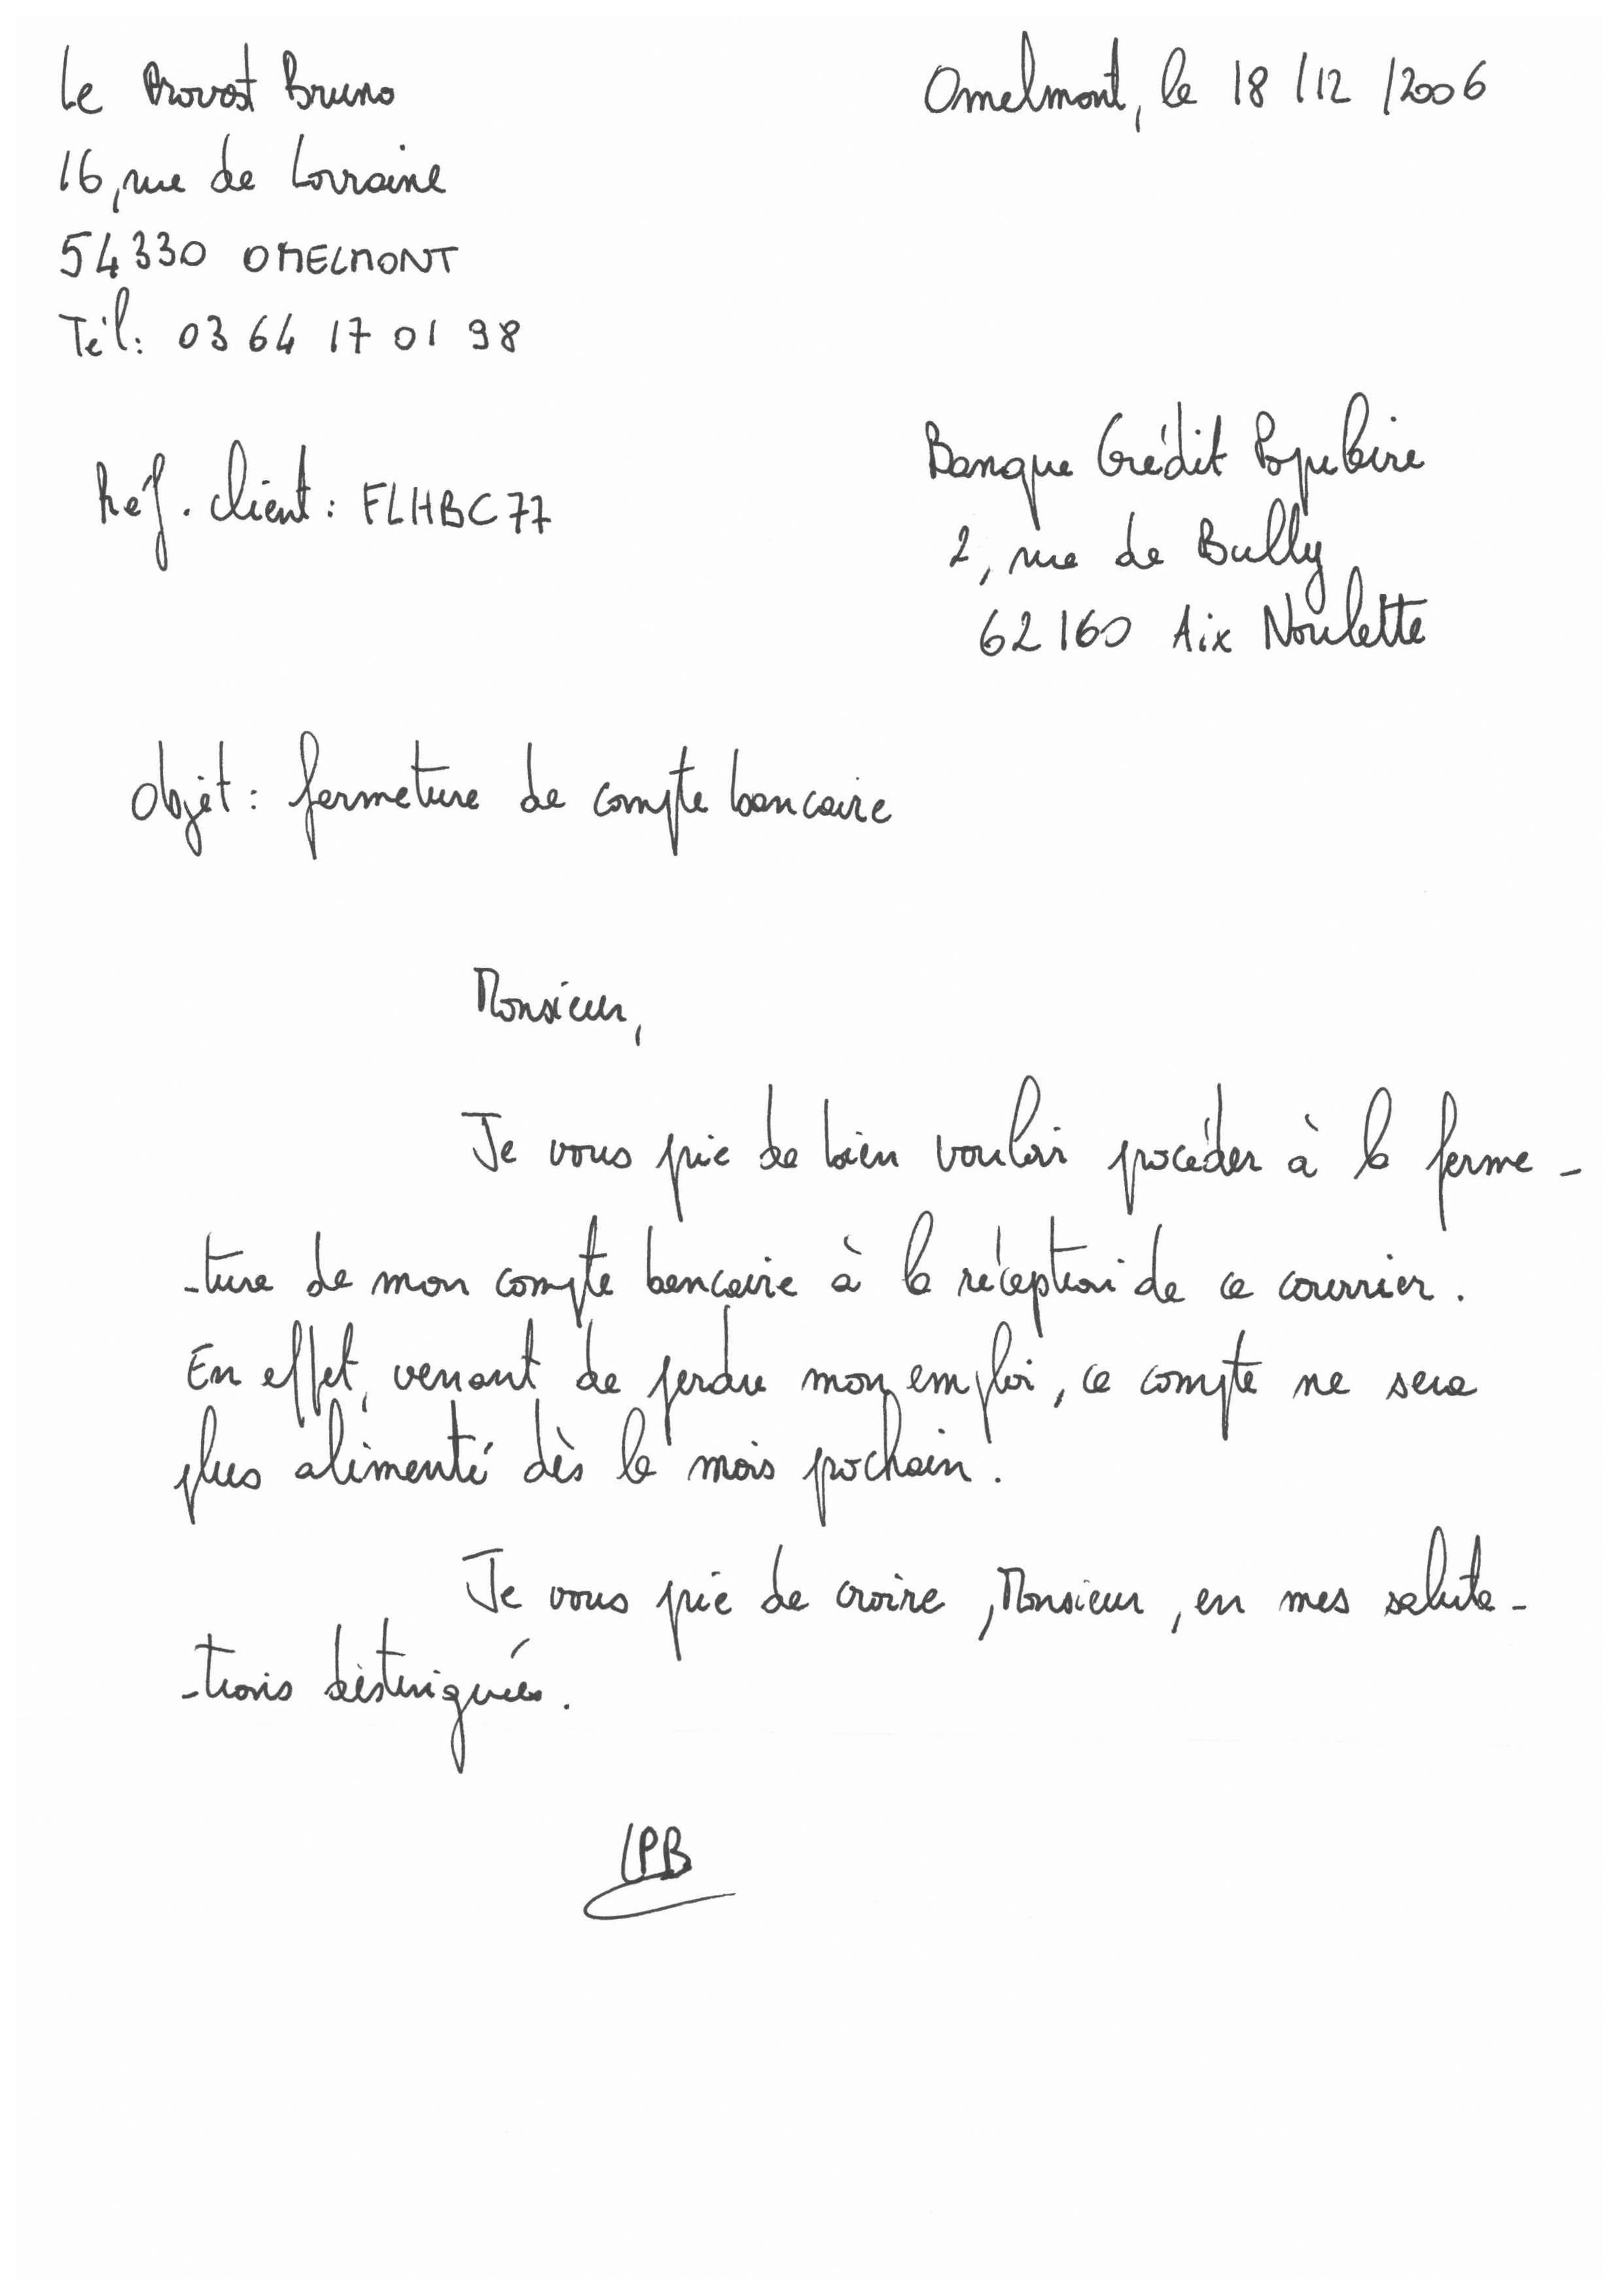 Le Provost Bruno
16, rue de Lorraine
54330 OMELMONT
Tél: 03 64 17 01 98
Omelmont, le 18/12/2006
Réf. client: FLHBC77
Banque Crédit Populaire
2, rue de Bully
62160 Aix Noulette
Objet: fermeture de compte bancaire
Monsieur,
Je vous prie de bien vouloir procéder à la ferme-
-ture de mon compte bancaire à la réception de ce courrier.
En effet, venant de perdre mon emploi, ce compte ne sera
plus alimenté dès le mois prochain.
Je vous prie de croire, Monsieur, en mes saluta-
-tions distinguées.
LPB